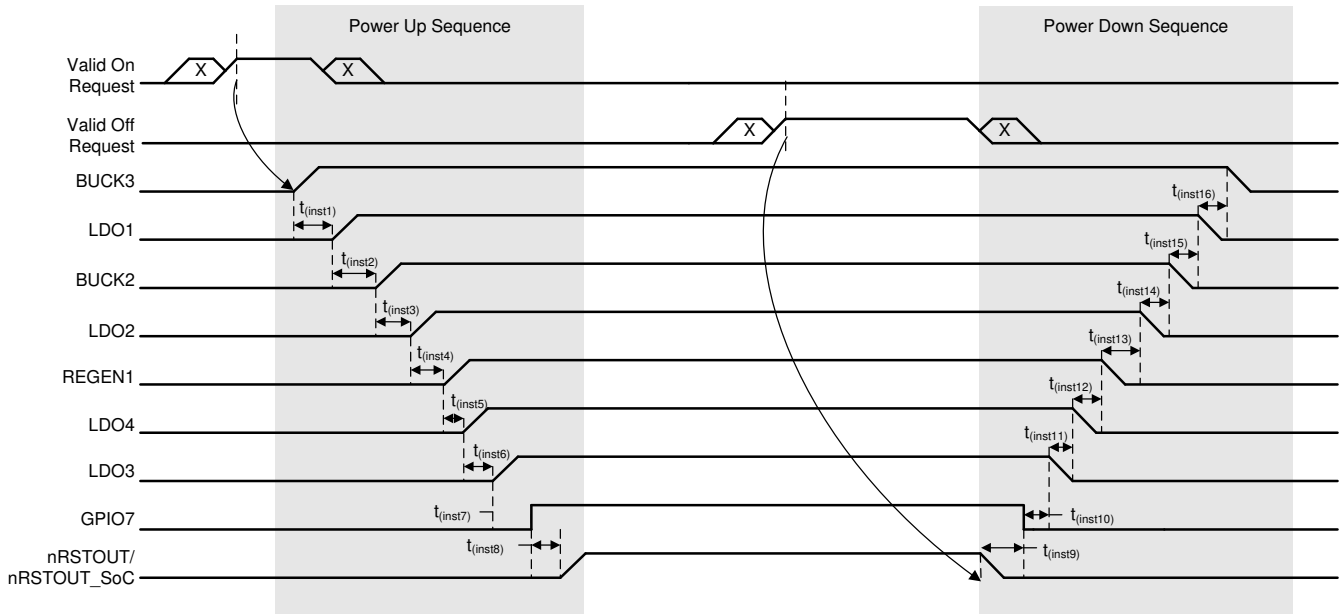 Power Up Sequence
Power Down Sequence
Valid On
Request
X
X
Valid Off
Request
X
X
BUCK3
t(inst1)
t(inst16)
LDO1
t(inst2)
t(inst15)
BUCK2
t(inst3)
t(inst14)
LDO2
t(inst4)
t(inst13)
REGEN1
t(inst5)
t(inst12)
LDO4
t(inst6)
t(inst11)
LDO3
t(inst7)
t(inst10)
GPIO7
t(inst8)
t(inst9)
nRSTOUT/
nRSTOUT_SoC